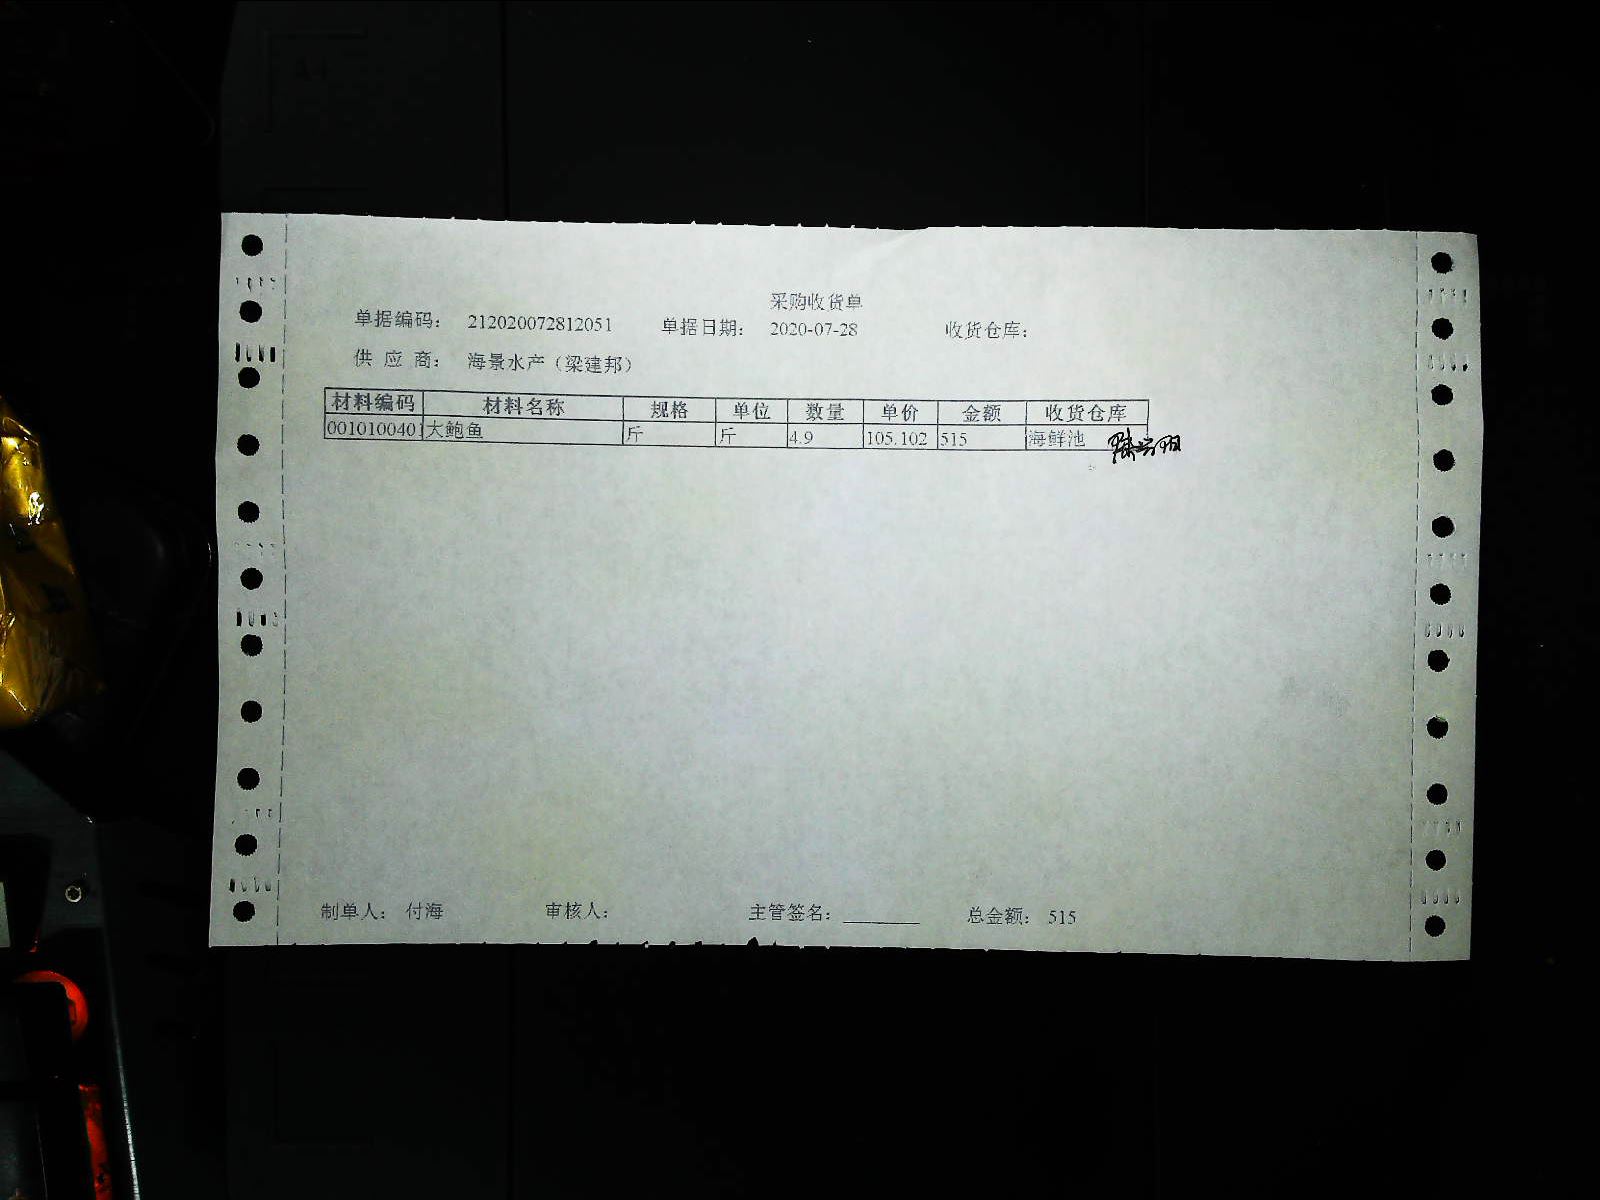 采购收货单
单据编码： 212020072812051 单据日期： 2020-07-28 收货仓库：
供 应 商： 海景水产（梁建邦）
材料编码 材料名称 规格 单位 数量 单价 金额 收货仓库
0010100401 大鲍鱼 斤 斤 4.9 105.102 515 海鲜池
制单人： 付海 审核人： 主管签名： 总金额： 515